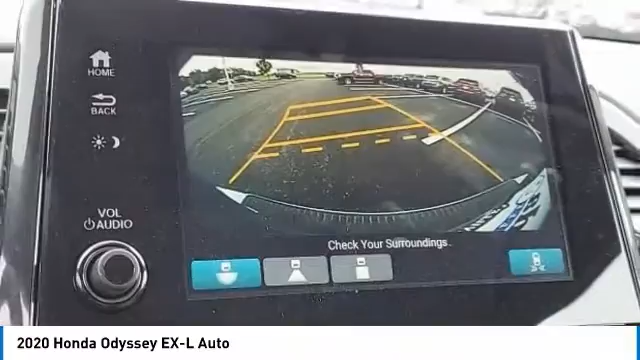 HOME
BACK
VOL
AUDIO
Check Your Surroundings.
2020 Honda Odyssey EX-L Auto